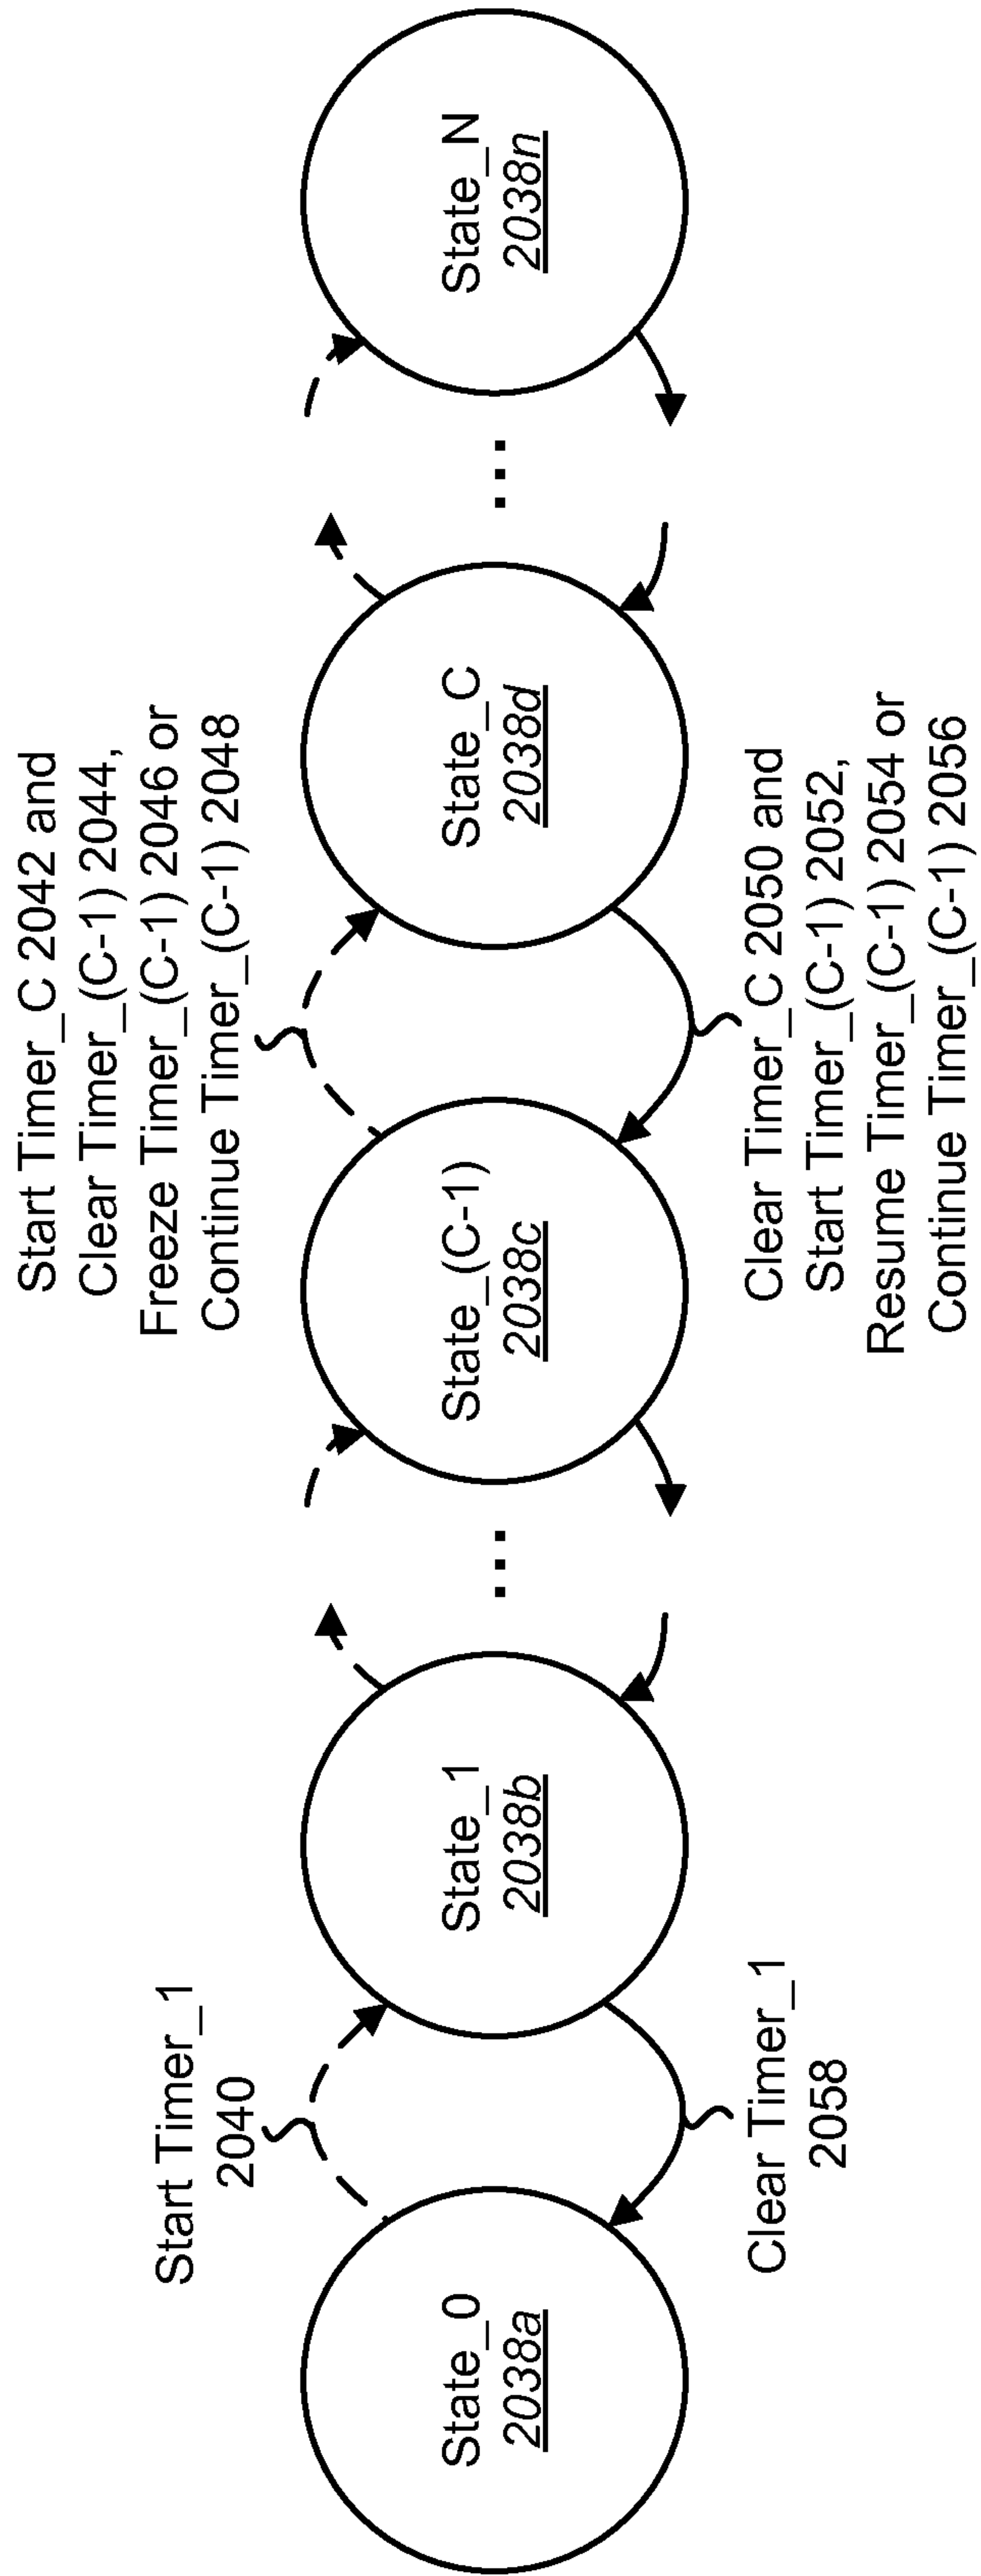 Start Timer_1
2040
Start Timer_C 2042 and
Clear Timer_(C-1) 2044,
Freeze Timer_(C-1) 2046 or
Continue Timer_(C-1) 2048
State_0
2038a
State_1
2038b
...
State_(C-1)
2038c
State_C
2038d
...
State_N
2038n
Clear Timer_1
2058
Clear Timer_C 2050 and
Start Timer_(C-1) 2052,
Resume Timer_(C-1) 2054 or
Continue Timer_(C-1) 2056